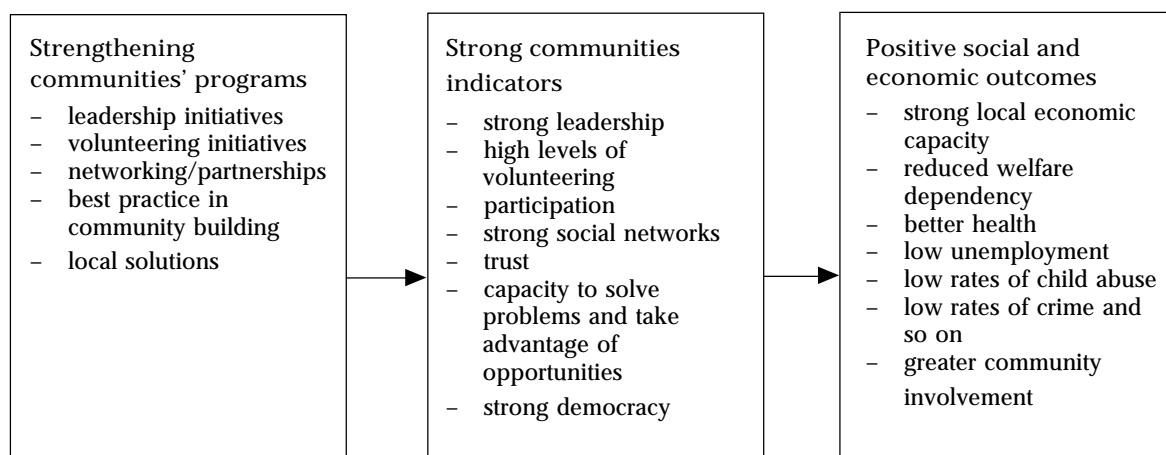 Strengthening
communities’ programs
– leadership initiatives
– volunteering initiatives
– networking/partnerships
– best practice in
community building
– local solutions
Strong communities
indicators
– strong leadership
– high levels of
volunteering
– participation
– strong social networks
– trust
– capacity to solve
problems and take
advantage of
opportunities
– strong democracy
Positive social and
economic outcomes
– strong local economic
capacity
– reduced welfare
dependency
– better health
– low unemployment
– low rates of child abuse
– low rates of crime and
so on
– greater community
involvement